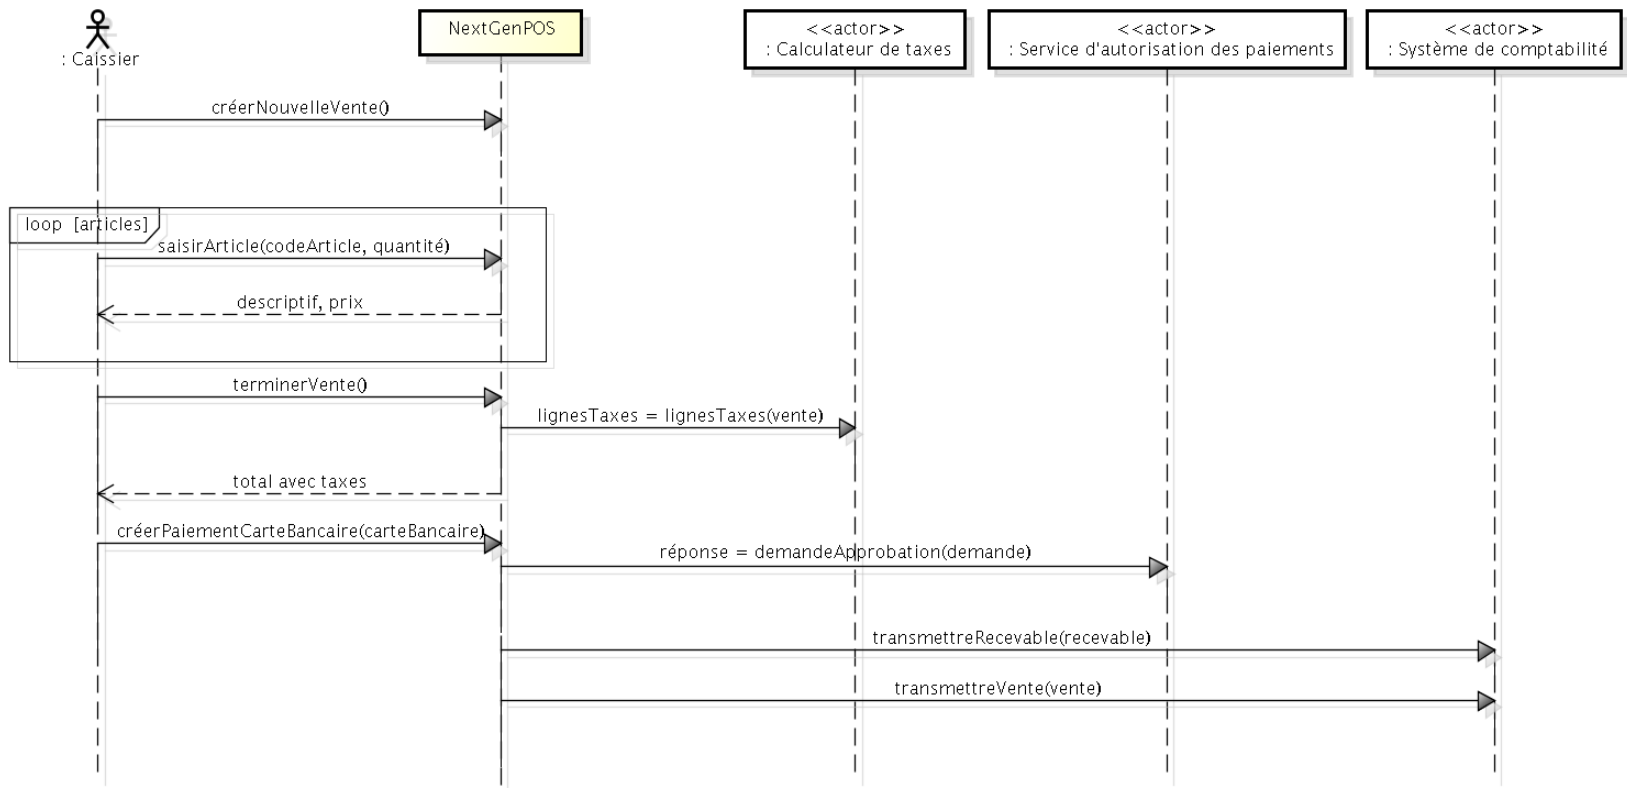 : Caissier
NextGenPOS
<<actor>>
: Calculateur de taxes
<<actor>>
: Service d'autorisation des paiements
<<actor>>
: Système de comptabilité
créerNouvelleVente()
loop [articles]
saisirArticle(codeArticle, quantité)
descriptif, prix
terminerVente()
lignesTaxes = lignesTaxes(vente)
total avec taxes
créerPaiementCarteBancaire(carteBancaire)
réponse = demandeApprobation(demande)
transmettreRecevable(recevable)
transmettreVente(vente)